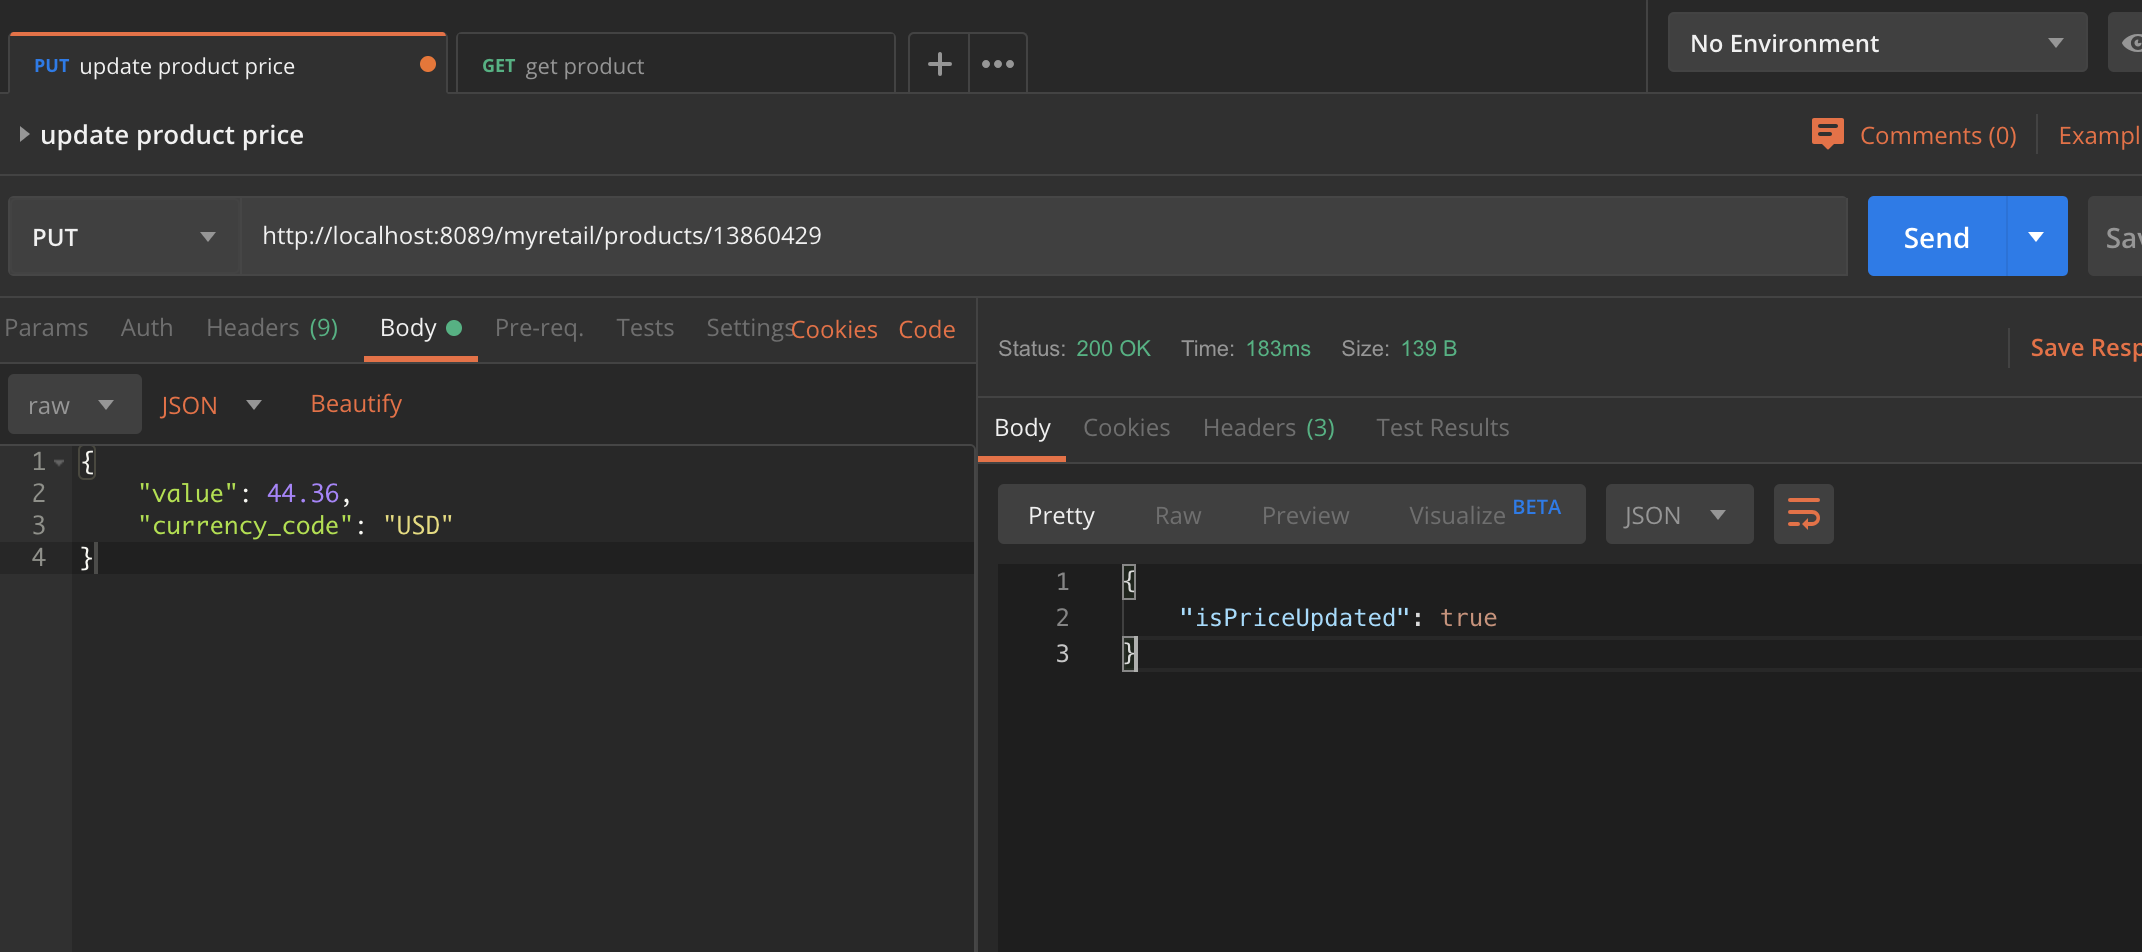 PUT update product price
GET get product
No Environment
update product price
Comments (0)
Exampl
PUT
http://localhost:8089/myretail/products/13860429
Send
Sav
Params Auth Headers (9) Body Pre-req. Tests Settings Cookies Code
Status: 200 OK Time: 183ms Size: 139 B
Save Resp
raw JSON Beautify
Body Cookies Headers (3) Test Results
Pretty Raw Preview Visualize BETA JSON
1 {
2 "value": 44.36,
3 "currency_code": "USD"
4 }
1 {
2 "isPriceUpdated": true
3 }